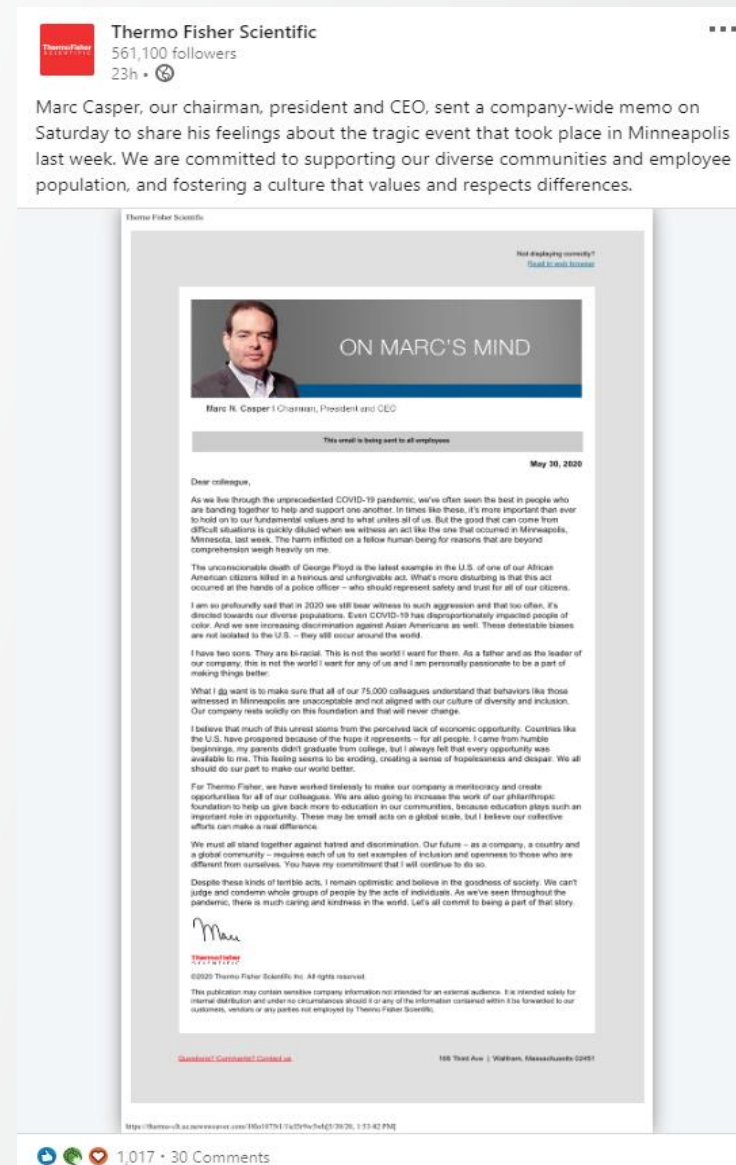 ThermoFisher
SCIENTIFIC
Thermo Fisher Scientific
561,100 followers
23h •
Marc Casper, our chairman, president and CEO, sent a company-wide memo on
Saturday to share his feelings about the tragic event that took place in Minneapolis
last week. We are committed to supporting our diverse communities and employee
population, and fostering a culture that values and respects differences.
Thermo Fisher Scientific
Not displaying correctly?
Read in web browser
ON MARC'S MIND
Marc N. Casper | Chairman, President and CEO
This email is being sent to all employees
May 30, 2020
Dear colleague,
As we live through the unprecedented COVID-19 pandemic, we've often seen the best in people who
are banding together to help and support one another. In times like these, it's more important than ever
to hold on to our fundamental values and to what unites all of us. But the good that can come from
difficult situations is quickly diluted when we witness an act like the one that occurred in Minneapolis,
Minnesota, last week. The harm inflicted on a fellow human being for reasons that are beyond
comprehension weigh heavily on me.
The unconscionable death of George Floyd is the latest example in the U.S. of one of our African
American citizens killed in a heinous and unforgivable act. What's more disturbing is that this act
occurred at the hands of a police officer – who should represent safety and trust for all of our citizens.
I am so profoundly sad that in 2020 we still bear witness to such aggression and that too often, it's
directed towards our diverse populations. Even COVID-19 has disproportionately impacted people of
color. And we see increasing discrimination against Asian Americans as well. These detestable biases
are not isolated to the U.S. – they still occur around the world.
I have two sons. They are bi-racial. This is not the world I want for them. As a father and as the leader of
our company, this is not the world I want for any of us and I am personally passionate to be a part of
making things better.
What I do want is to make sure that all of our 75,000 colleagues understand that behaviors like those
witnessed in Minneapolis are unacceptable and not aligned with our culture of diversity and inclusion.
Our company rests solidly on this foundation and that will never change.
I believe that much of this unrest stems from the perceived lack of economic opportunity. Countries like
the U.S. have prospered because of the hope it represents – for all people. I came from humble
beginnings, my parents didn't graduate from college, but I always felt that every opportunity was
available to me. This feeling seems to be eroding, creating a sense of hopelessness and despair. We all
should do our part to make our world better.
For Thermo Fisher, we have worked tirelessly to make our company a meritocracy and create
opportunities for all of our colleagues. We are also going to increase the work of our philanthropic
foundation to help us give back more to education in our communities, because education plays such an
important role in opportunity. These may be small acts on a global scale, but I believe our collective
efforts can make a real difference.
We must all stand together against hatred and discrimination. Our future – as a company, a country and
a global community – requires each of us to set examples of inclusion and openness to those who are
different from ourselves. You have my commitment that I will continue to do so.
Despite these kinds of terrible acts, I remain optimistic and believe in the goodness of society. We can't
judge and condemn whole groups of people by the acts of individuals. As we've seen throughout the
pandemic, there is much caring and kindness in the world. Let's all commit to being a part of that story.
Marc
ThermoFisher
SCIENTIFIC
©2020 Thermo Fisher Scientific Inc. All rights reserved.
This publication may contain sensitive company information not intended for an external audience. It is intended solely for
internal distribution and under no circumstances should it or any of the information contained within it be forwarded to our
customers, vendors or any parties not employed by Thermo Fisher Scientific.
Questions? Comments? Contact us
168 Third Ave | Waltham, Massachusetts 02451
1,017 • 30 Comments